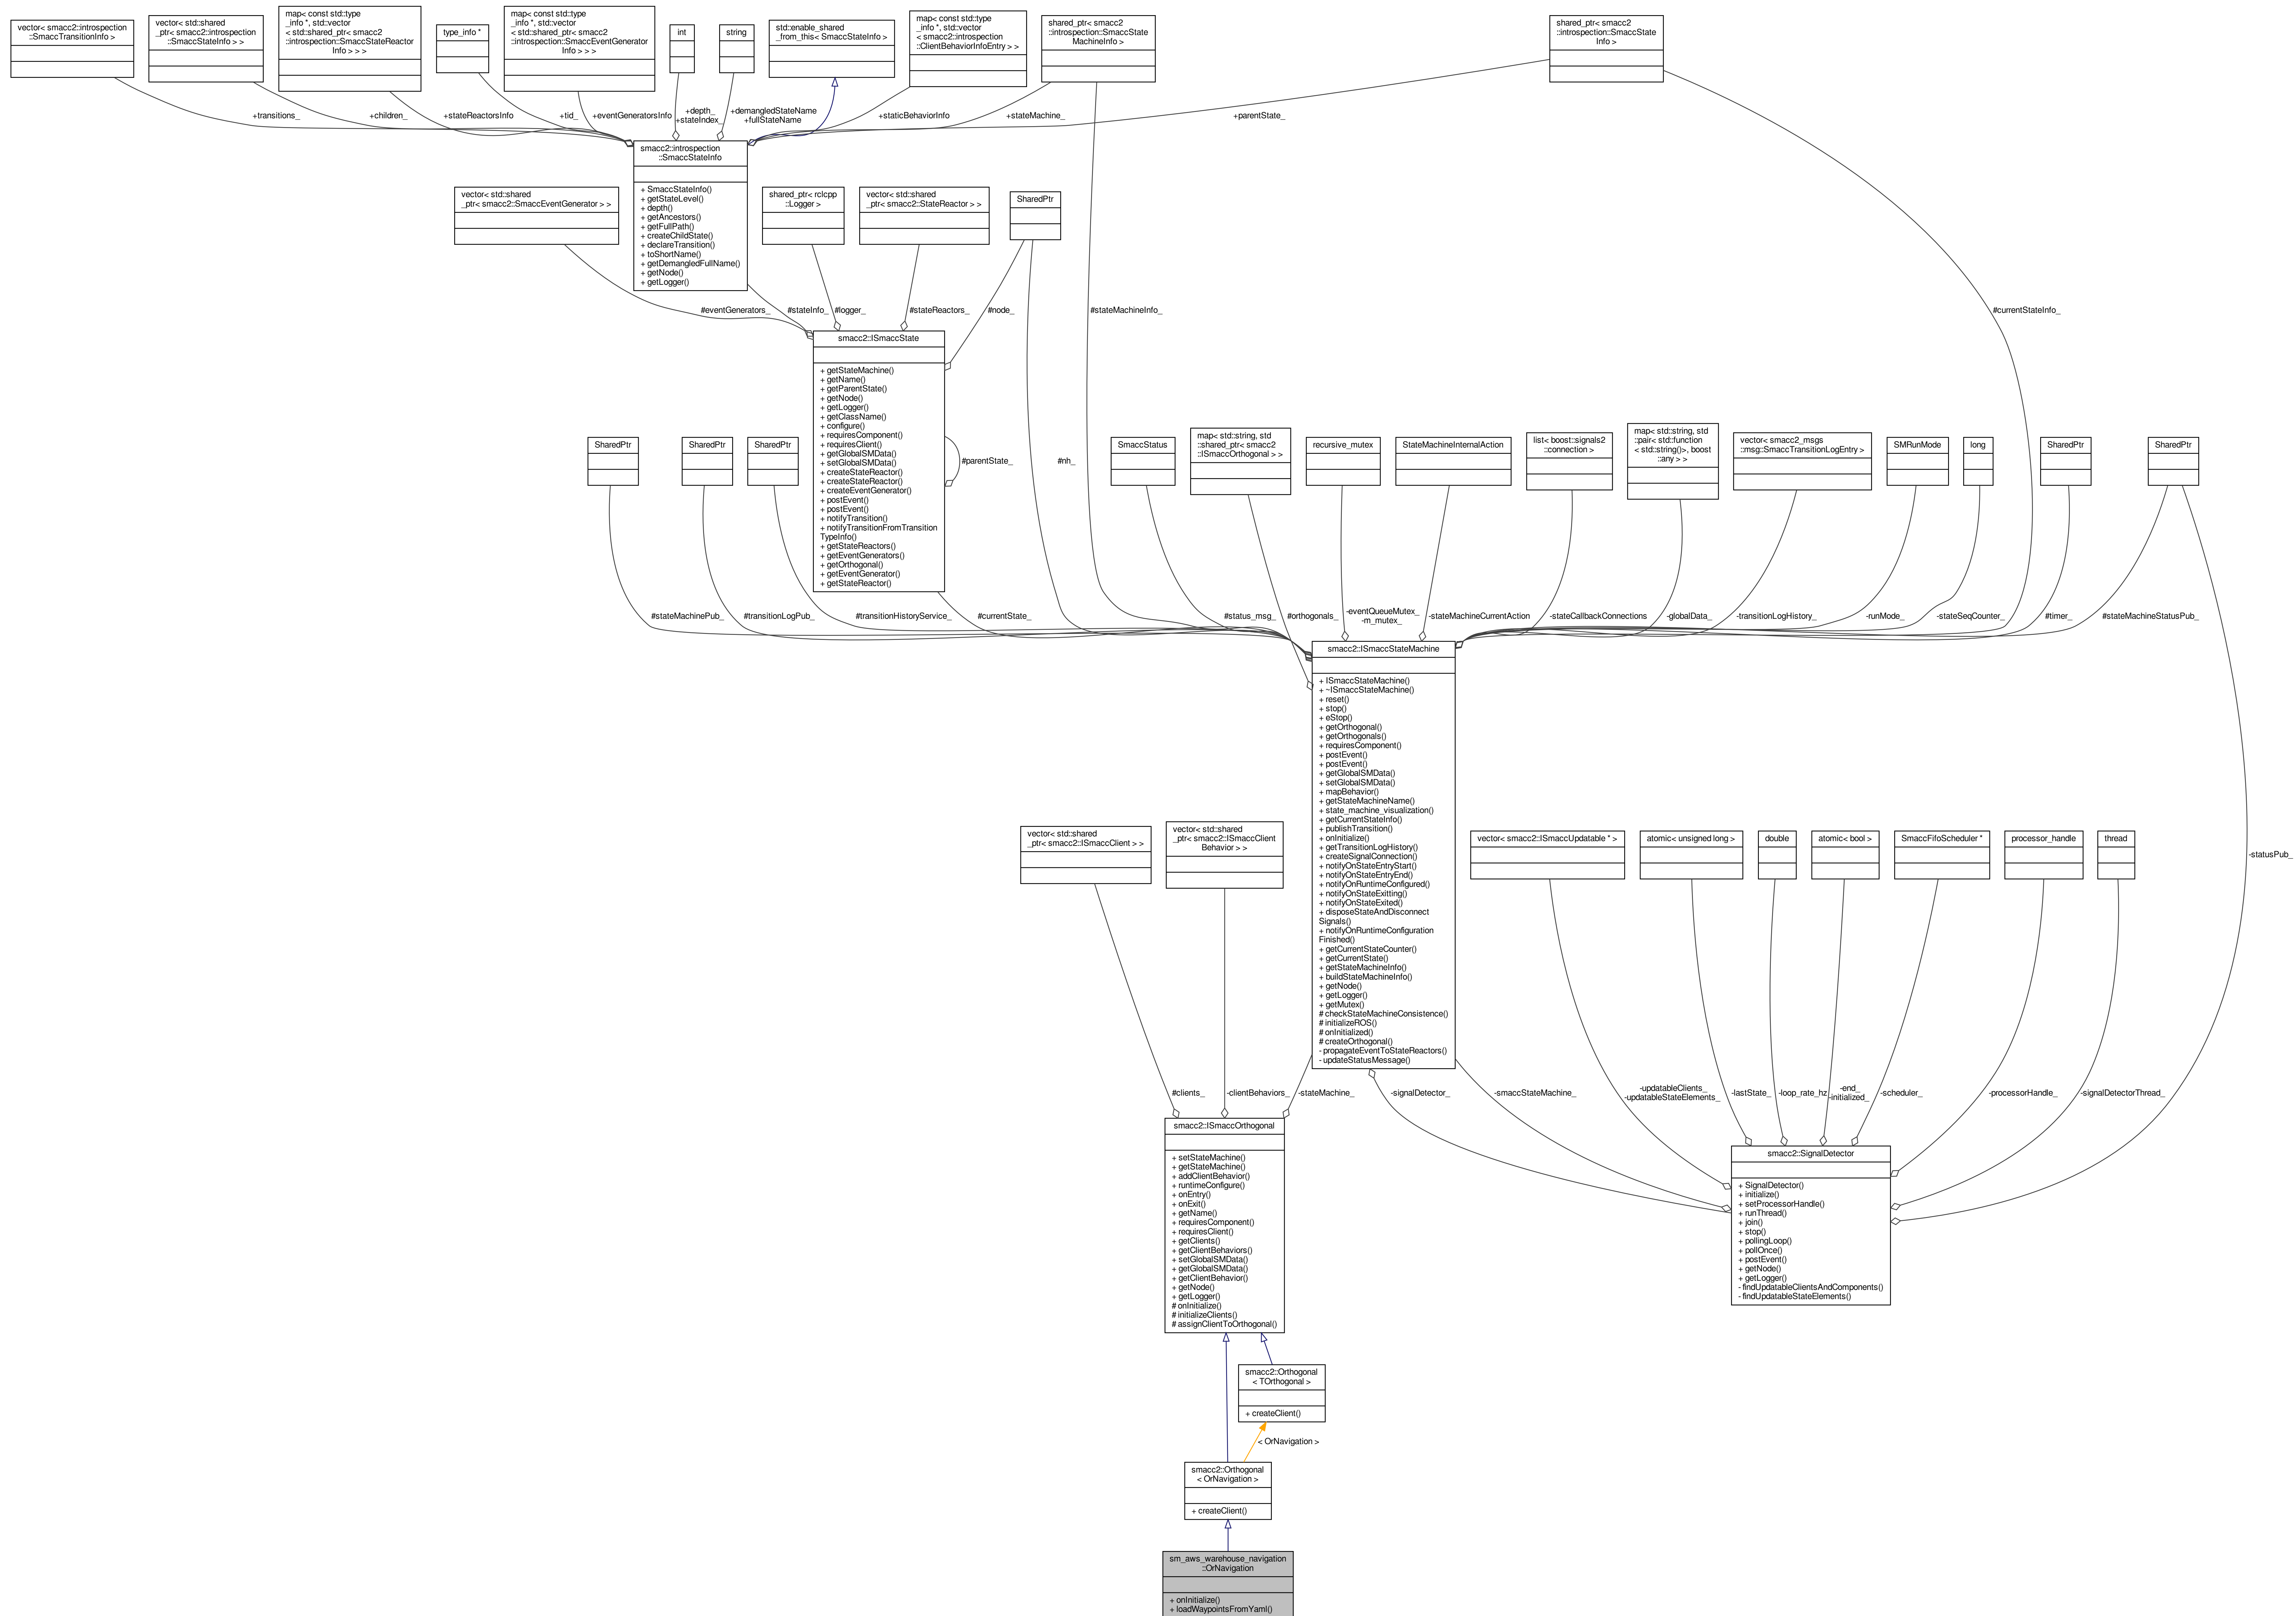 vector< smacc2::introspection
::SmaccTransitionInfo >
vector< std::shared
_ptr< smacc2::introspection
::SmaccStateInfo > >
map< const std::type
_info *, std::vector
< std::shared_ptr< smacc2
::introspection::SmaccStateReactor
Info > > >
type_info *
map< const std::type
_info *, std::vector
< std::shared_ptr< smacc2
::introspection::SmaccEventGenerator
Info > > >
int
string
std::enable_shared
_from_this< SmaccStateInfo >
map< const std::type
_info *, std::vector
< smacc2::introspection
::ClientBehaviorInfoEntry > >
shared_ptr< smacc2
::introspection::SmaccState
MachineInfo >
shared_ptr< smacc2
::introspection::SmaccState
Info >
+transitions_
+children_
+stateReactorsInfo
+tid_
+eventGeneratorsInfo
+depth_
+stateIndex_
+demangledStateName
+fullStateName
+staticBehaviorInfo
+stateMachine_
+parentState_
smacc2::introspection
::SmaccStateInfo
+ SmaccStateInfo()
+ getStateLevel()
+ depth()
+ getAncestors()
+ getFullPath()
+ createChildState()
+ declareTransition()
+ toShortName()
+ getDemangledFullName()
+ getNode()
+ getLogger()
vector< std::shared
_ptr< smacc2::SmaccEventGenerator > >
shared_ptr< rclcpp
::Logger >
vector< std::shared
_ptr< smacc2::StateReactor > >
SharedPtr
#eventGenerators_
#stateInfo_
#logger_
#stateReactors_
#node_
#stateMachineInfo_
#currentStateInfo_
smacc2::ISmaccState
+ getStateMachine()
+ getName()
+ getParentState()
+ getNode()
+ getLogger()
+ getClassName()
+ configure()
+ requiresComponent()
+ requiresClient()
+ getGlobalSMData()
+ setGlobalSMData()
+ createStateReactor()
+ createStateReactor()
+ createEventGenerator()
+ postEvent()
+ postEvent()
+ notifyTransition()
+ notifyTransitionFromTransition
TypeInfo()
+ getStateReactors()
+ getEventGenerators()
+ getOrthogonal()
+ getEventGenerator()
+ getStateReactor()
#parentState_
#nh_
SharedPtr
SharedPtr
SharedPtr
SmaccStatus
map< std::string, std
::shared_ptr< smacc2
::ISmaccOrthogonal > >
recursive_mutex
StateMachineInternalAction
list< boost::signals2
::connection >
map< std::string, std
::pair< std::function
< std::string()>, boost
::any > >
vector< smacc2_msgs
::msg::SmaccTransitionLogEntry >
SMRunMode
long
SharedPtr
SharedPtr
#stateMachinePub_
#transitionLogPub_
#transitionHistoryService_
#currentState_
#status_msg_
#orthogonals_
-eventQueueMutex_
-m_mutex_
-stateMachineCurrentAction
-stateCallbackConnections
-globalData_
-transitionLogHistory_
-runMode_
-stateSeqCounter_
#timer_
#stateMachineStatusPub_
smacc2::ISmaccStateMachine
+ ISmaccStateMachine()
+ ~ISmaccStateMachine()
+ reset()
+ stop()
+ eStop()
+ getOrthogonal()
+ getOrthogonals()
+ requiresComponent()
+ postEvent()
+ postEvent()
+ getGlobalSMData()
+ setGlobalSMData()
+ mapBehavior()
+ getStateMachineName()
+ state_machine_visualization()
+ getCurrentStateInfo()
+ publishTransition()
+ onInitialize()
+ getTransitionLogHistory()
+ createSignalConnection()
+ notifyOnStateEntryStart()
+ notifyOnStateEntryEnd()
+ notifyOnRuntimeConfigured()
+ notifyOnStateExitting()
+ notifyOnStateExited()
+ disposeStateAndDisconnect
Signals()
+ notifyOnRuntimeConfiguration
Finished()
+ getCurrentStateCounter()
+ getCurrentState()
+ getStateMachineInfo()
+ buildStateMachineInfo()
+ getNode()
+ getLogger()
+ getMutex()
# checkStateMachineConsistence()
# initializeROS()
# onInitialized()
# createOrthogonal()
- propagateEventToStateReactors()
- updateStatusMessage()
vector< std::shared
_ptr< smacc2::ISmaccClient > >
vector< std::shared
_ptr< smacc2::ISmaccClient
Behavior > >
vector< smacc2::ISmaccUpdatable * >
atomic< unsigned long >
double
atomic< bool >
SmaccFifoScheduler *
processor_handle
thread
-statusPub_
#clients_
-clientBehaviors_
-stateMachine_
-signalDetector_
-smaccStateMachine_
-updatableClients_
-updatableStateElements_
-lastState_
-loop_rate_hz
-end_
-initialized_
-scheduler_
-processorHandle_
-signalDetectorThread_
smacc2::ISmaccOrthogonal
+ setStateMachine()
+ getStateMachine()
+ addClientBehavior()
+ runtimeConfigure()
+ onEntry()
+ onExit()
+ getName()
+ requiresComponent()
+ requiresClient()
+ getClients()
+ getClientBehaviors()
+ setGlobalSMData()
+ getGlobalSMData()
+ getClientBehavior()
+ getNode()
+ getLogger()
# onInitialize()
# initializeClients()
# assignClientToOrthogonal()
smacc2::SignalDetector
+ SignalDetector()
+ initialize()
+ setProcessorHandle()
+ runThread()
+ join()
+ stop()
+ pollingLoop()
+ pollOnce()
+ postEvent()
+ getNode()
+ getLogger()
- findUpdatableClientsAndComponents()
- findUpdatableStateElements()
smacc2::Orthogonal
< TOrthogonal >
+ createClient()
< OrNavigation >
smacc2::Orthogonal
< OrNavigation >
+ createClient()
sm_aws_warehouse_navigation
::OrNavigation
+ onInitialize()
+ loadWaypointsFromYaml()